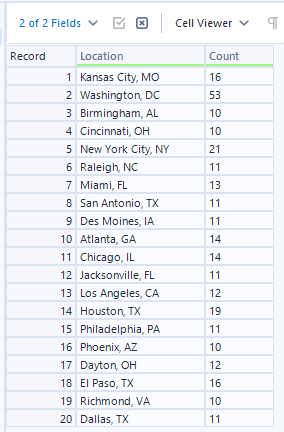 2 of 2 Fields Cell Viewer
Record Location Count
1 Kansas City, MO 16
2 Washington, DC 53
3 Birmingham, AL 10
4 Cincinnati, OH 10
5 New York City, NY 21
6 Raleigh, NC 11
7 Miami, FL 13
8 San Antonio, TX 11
9 Des Moines, IA 11
10 Atlanta, GA 14
11 Chicago, IL 14
12 Jacksonville, FL 11
13 Los Angeles, CA 12
14 Houston, TX 19
15 Philadelphia, PA 11
16 Phoenix, AZ 10
17 Dayton, OH 12
18 El Paso, TX 16
19 Richmond, VA 10
20 Dallas, TX 11